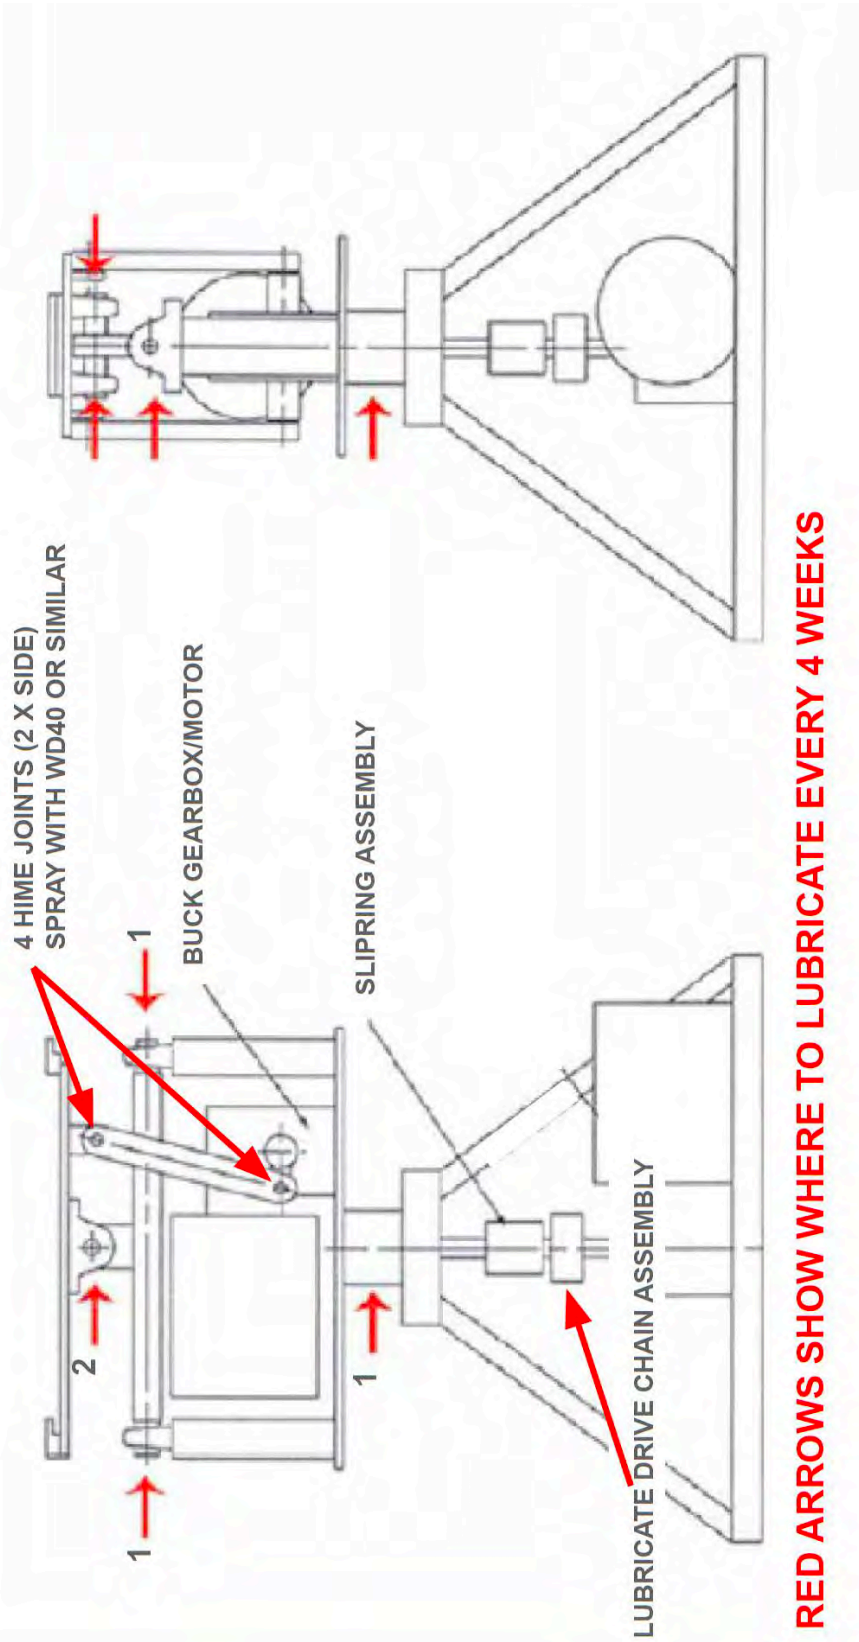 4 HIME JOINTS (2 X SIDE)
SPRAY WITH WD40 OR SIMILAR
1
BUCK GEARBOX/MOTOR
2
1
SLIPRING ASSEMBLY
1
LUBRICATE DRIVE CHAIN ASSEMBLY
RED ARROWS SHOW WHERE TO LUBRICATE EVERY 4 WEEKS